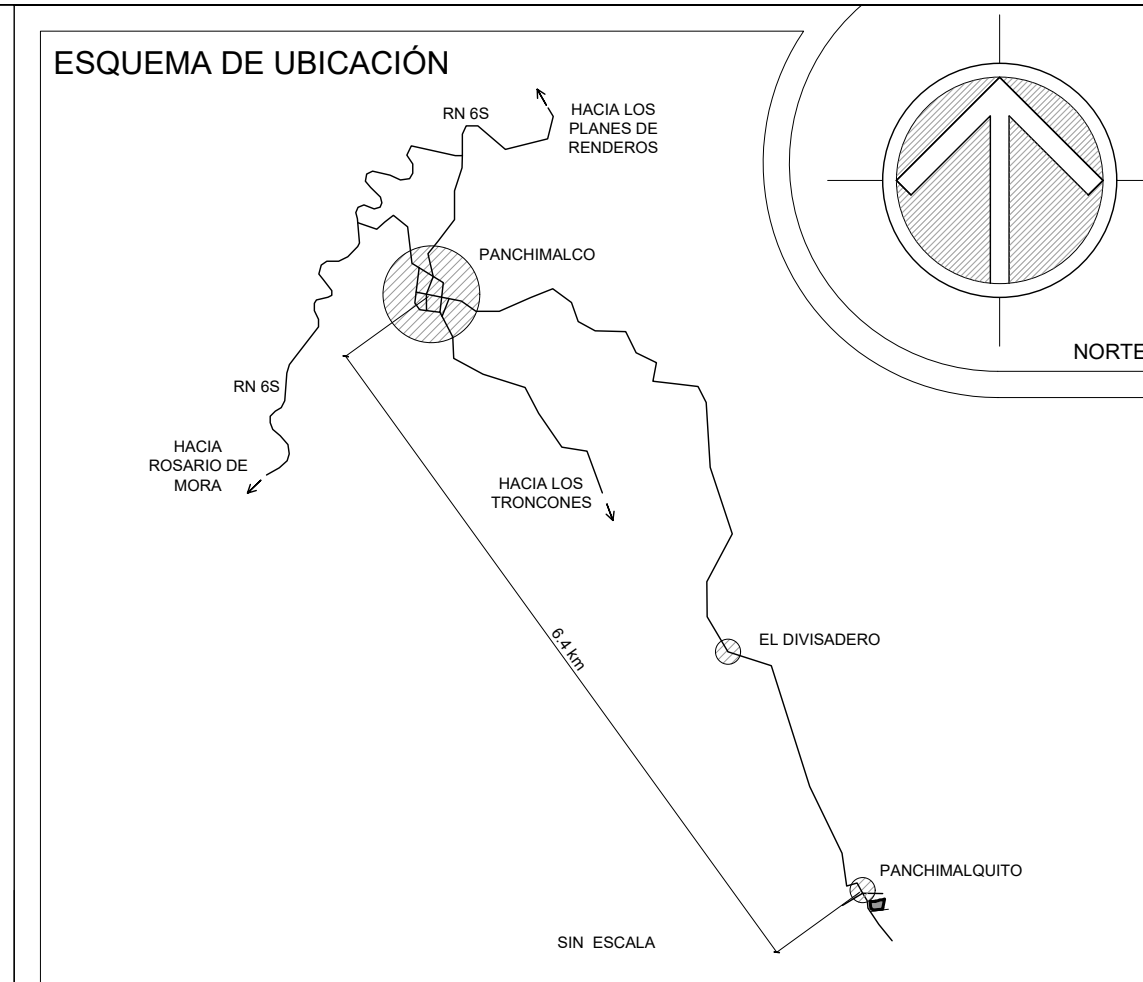 ESQUEMA DE UBICACIÓN
RN 6S
HACIA LOS
PLANES DE
RENDEROS
PANCHIMALCO
NORTE
RN 6S
HACIA
ROSARIO DE
MORA
HACIA LOS
TRONCONES
6.4 km
EL DIVISADERO
PANCHIMALQUITO
SIN ESCALA